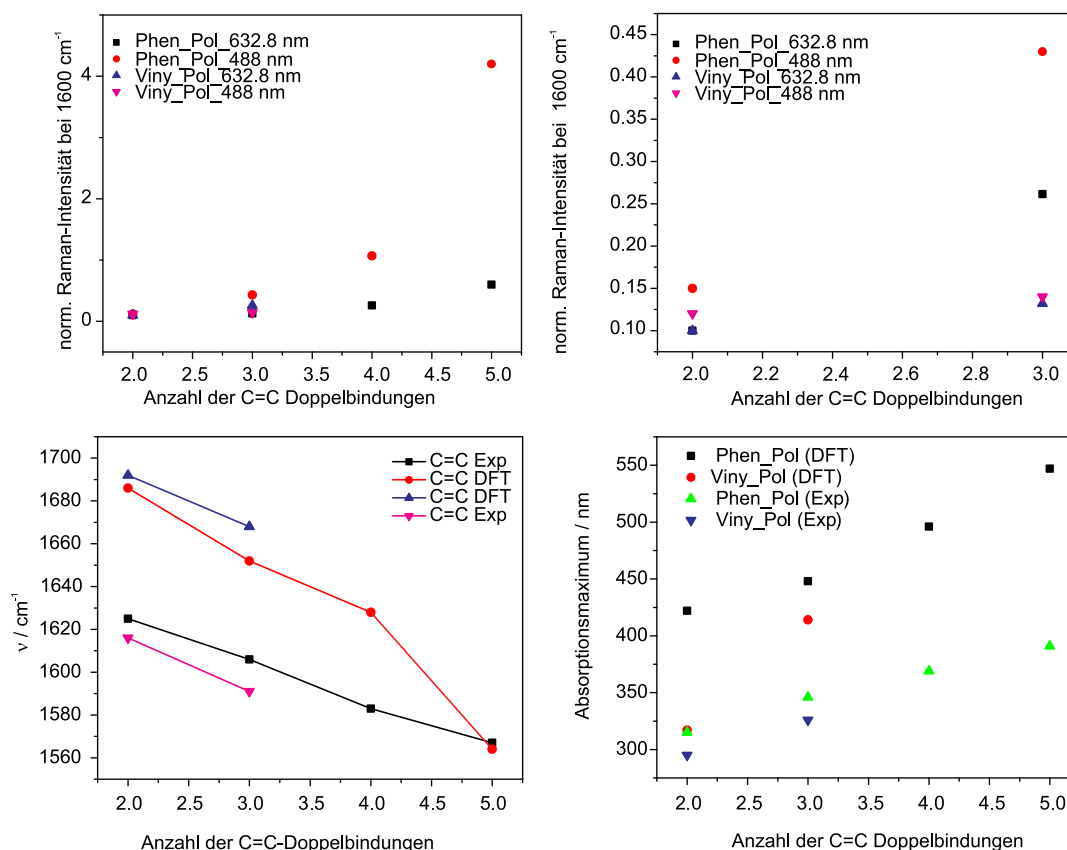 Phen_Pol_632.8 nm
Phen_Pol_488 nm
Viny_Pol_632.8 nm
Viny_Pol_488 nm
norm. Raman-Intensität bei 1600 cm⁻¹
4
2
0
2.0 2.5 3.0 3.5 4.0 4.5 5.0
Anzahl der C=C Doppelbindungen
Phen_Pol_632.8 nm
Phen_Pol_488 nm
Viny_Pol_632.8 nm
Viny_Pol_488 nm
norm. Raman-Intensität bei 1600 cm⁻¹
0.45
0.40
0.35
0.30
0.25
0.20
0.15
0.10
2.0 2.2 2.4 2.6 2.8 3.0
Anzahl der C=C Doppelbindungen
C=C Exp
C=C DFT
C=C DFT
C=C Exp
ν / cm⁻¹
1700
1680
1660
1640
1620
1600
1580
1560
2.0 2.5 3.0 3.5 4.0 4.5 5.0
Anzahl der C=C-Doppelbindungen
Phen_Pol (DFT)
Viny_Pol (DFT)
Phen_Pol (Exp)
Viny_Pol (Exp)
Absorptionsmaximum / nm
550
500
450
400
350
300
2.0 2.5 3.0 3.5 4.0 4.5 5.0
Anzahl der C=C Doppelbindungen